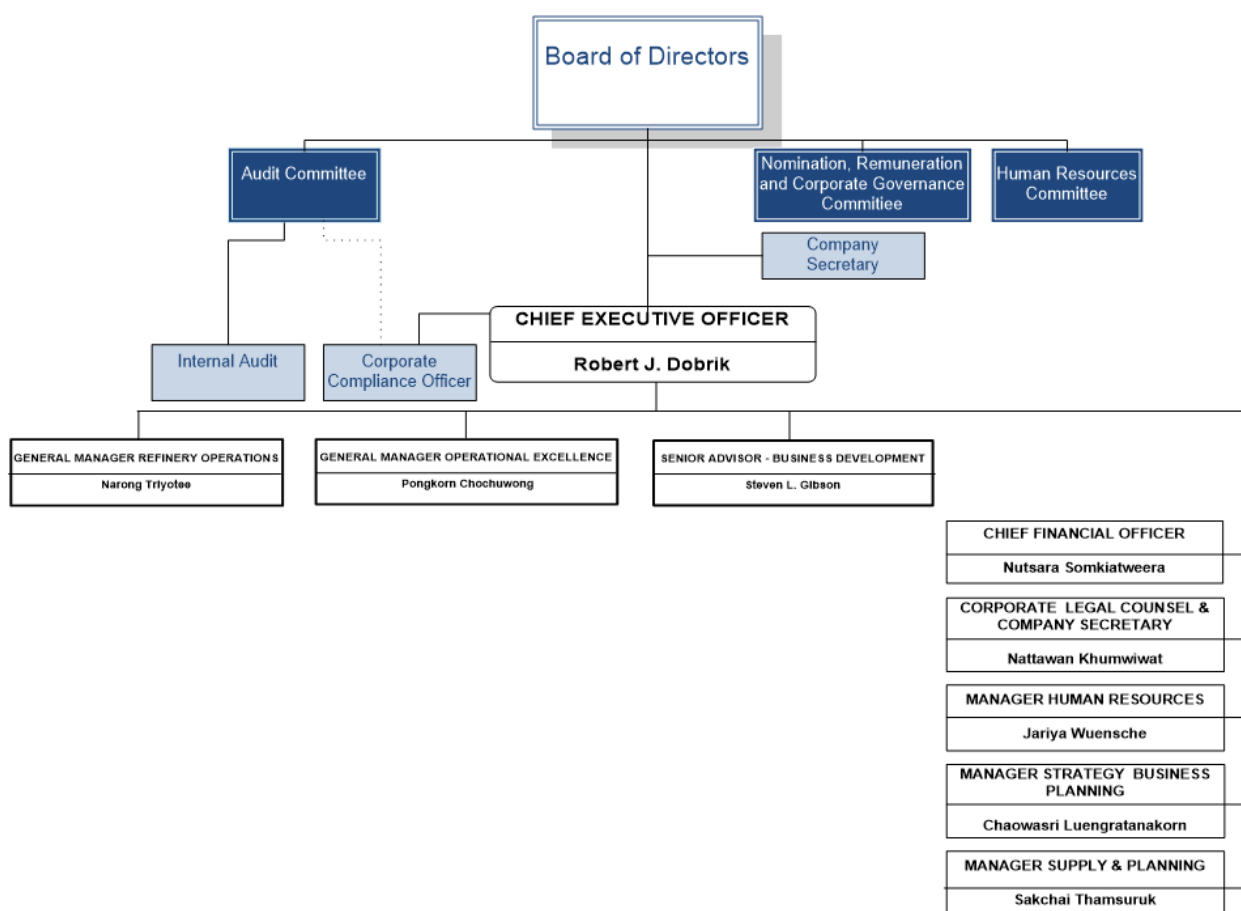 Board of Directors
Audit Committee
Nomination, Remuneration
and Corporate Governance
Commitiee
Human Resources
Committee
Company
Secretary
CHIEF EXECUTIVE OFFICER
Robert J. Dobrik
Internal Audit
Corporate
Compliance Officer
GENERAL MANAGER REFINERY OPERATIONS
Narong Triyotee
GENERAL MANAGER OPERATIONAL EXCELLENCE
Pongkorn Chochuwong
SENIOR ADVISOR - BUSINESS DEVELOPMENT
Steven L. Gibson
CHIEF FINANCIAL OFFICER
Nutsara Somkiatweera
CORPORATE LEGAL COUNSEL &
COMPANY SECRETARY
Nattawan Khumwiwat
MANAGER HUMAN RESOURCES
Jariya Wuensche
MANAGER STRATEGY BUSINESS
PLANNING
Chaowasri Luengratanakorn
MANAGER SUPPLY & PLANNING
Sakchai Thamsuruk